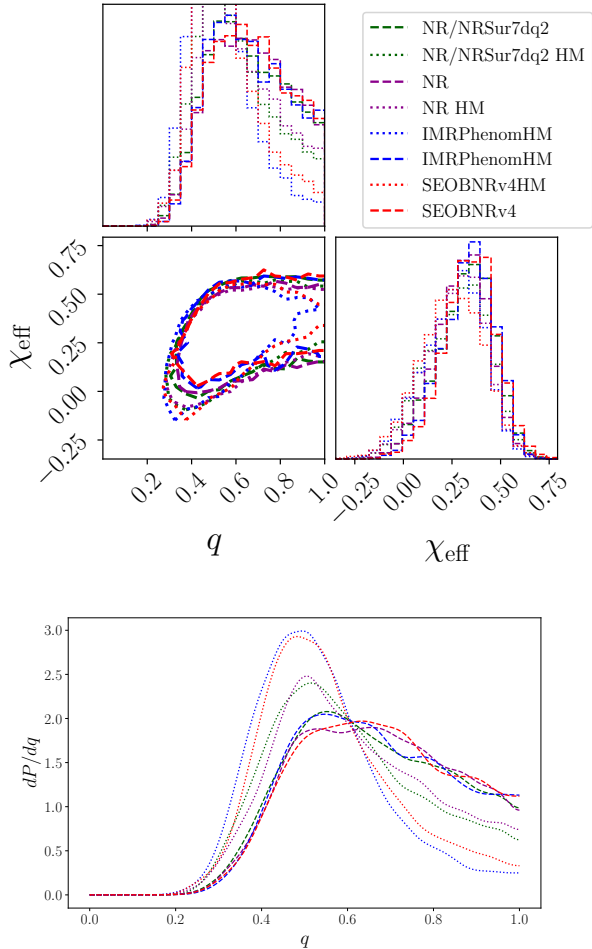 NR/NRSur7dq2
NR/NRSur7dq2 HM
NR
NR HM
IMRPhenomHM
IMRPhenomHM
SEOBNRv4HM
SEOBNRv4
χeff
0.75
0.50
0.25
0.00
−0.25
0.2
0.4
0.6
0.8
1.0
q
−0.25
0.00
0.25
0.50
0.75
χeff
dP/dq
3.0
2.5
2.0
1.5
1.0
0.5
0.0
0.0 0.2 0.4 0.6 0.8 1.0
q